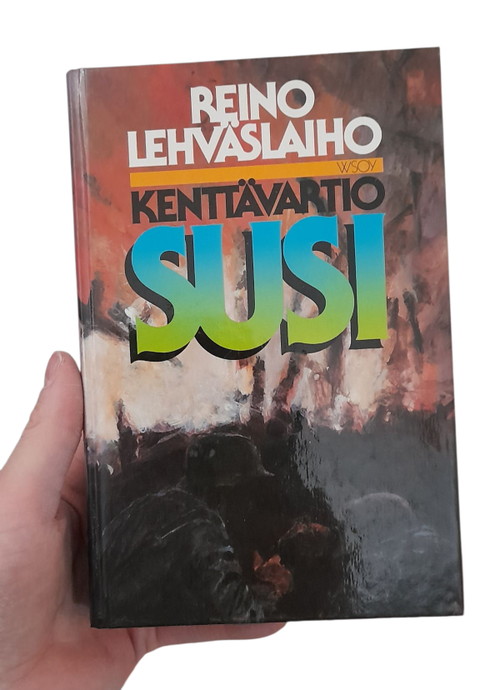 REINO
LEHVÄSLAIHO
WSOY
KENTTÄVARTIO
SUSI